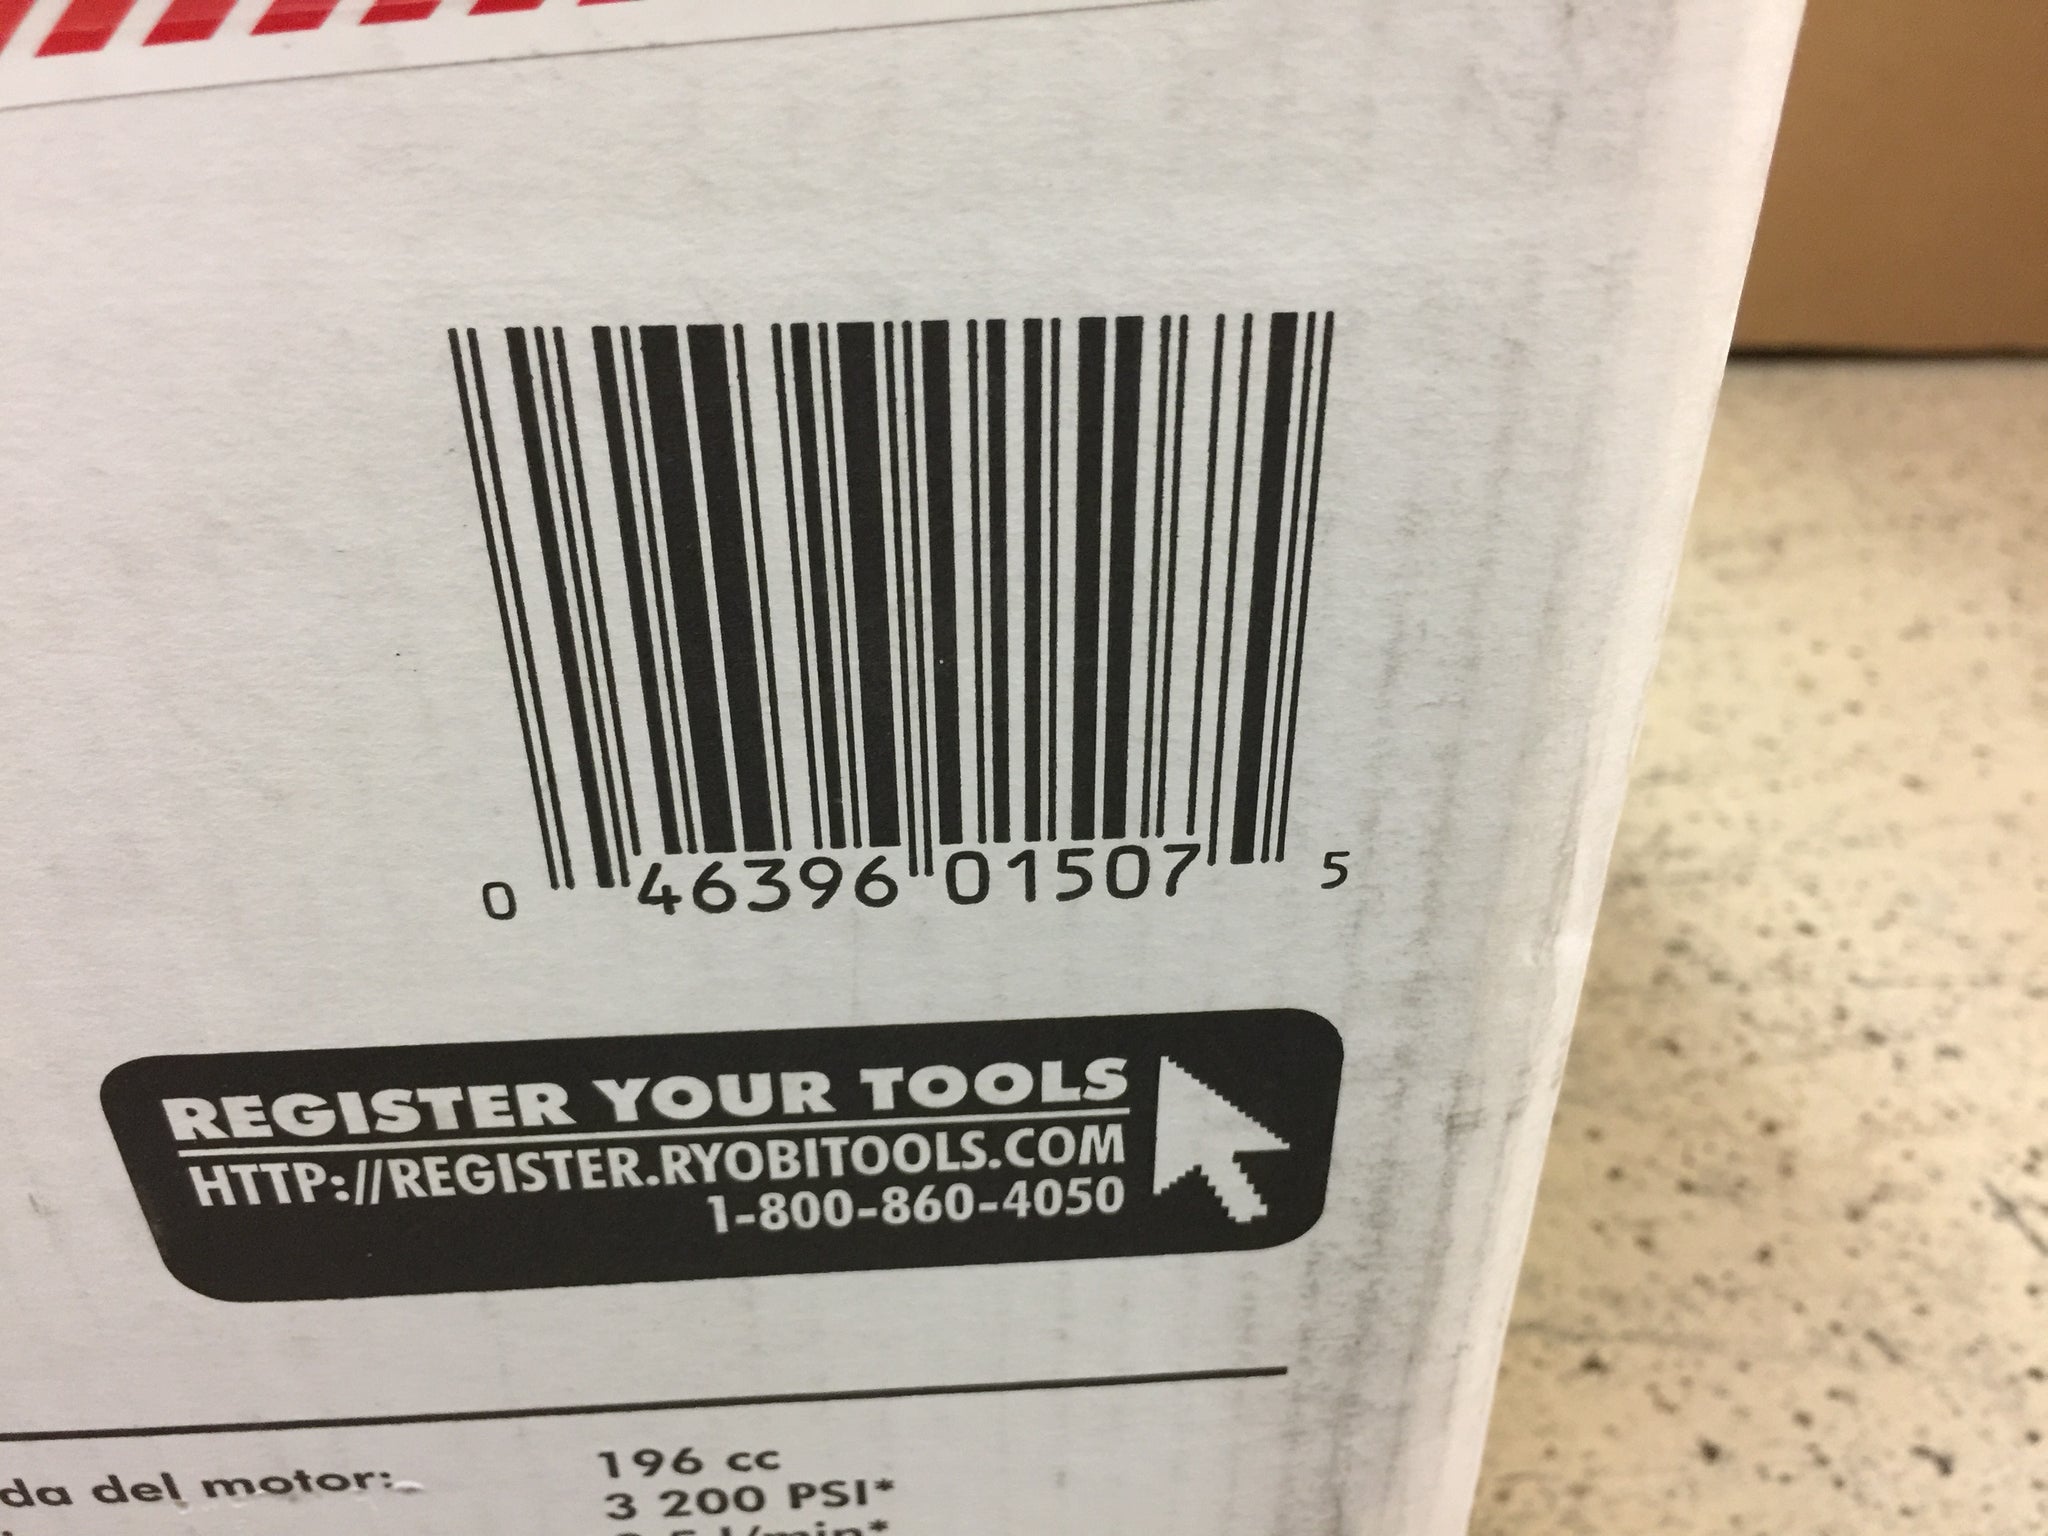 0 46396 01507 5
REGISTER YOUR TOOLS
HTTP://REGISTER.RYOBITOOLS.COM
1-800-860-4050
del motor: 196 cc
3 200 PSI*